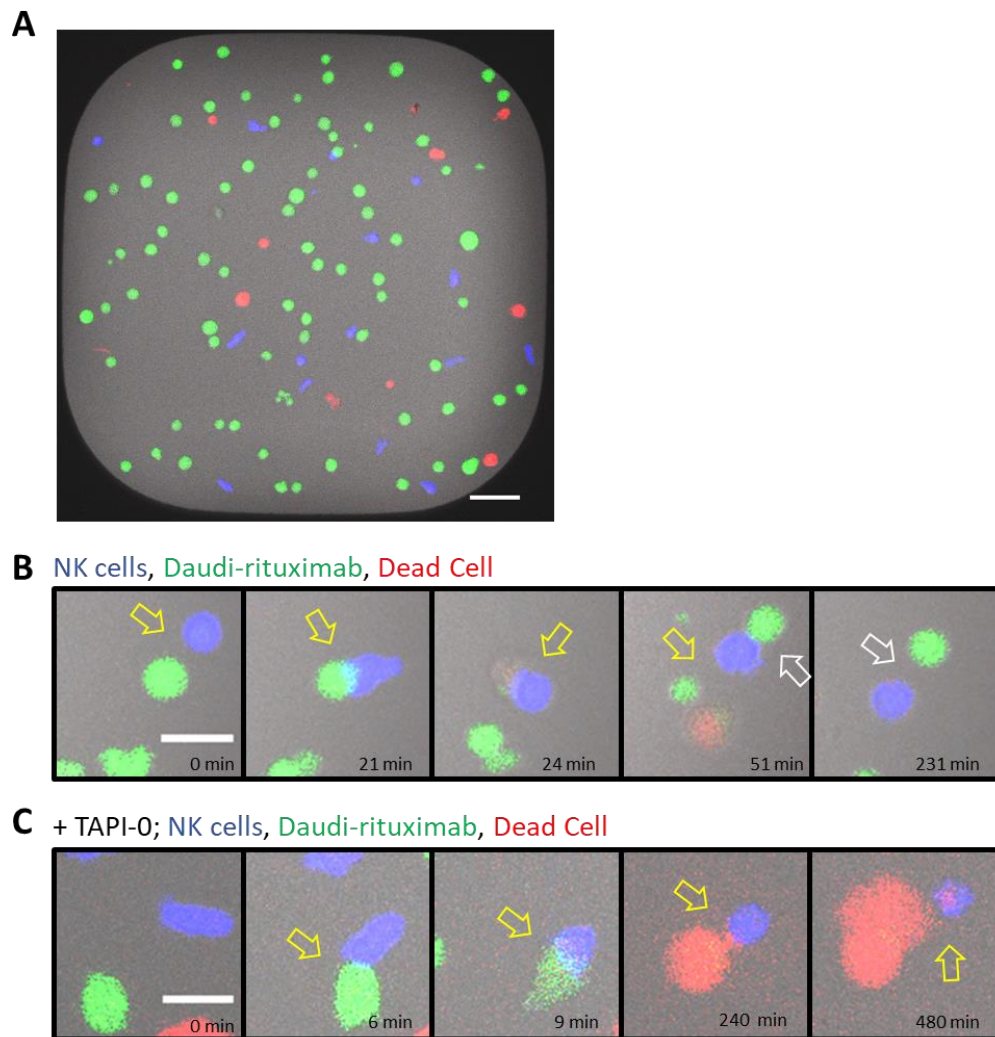 A
B NK cells, Daudi-rituximab, Dead Cell
0 min 21 min 24 min 51 min 231 min
C + TAPI-0; NK cells, Daudi-rituximab, Dead Cell
0 min 6 min 9 min 240 min 480 min